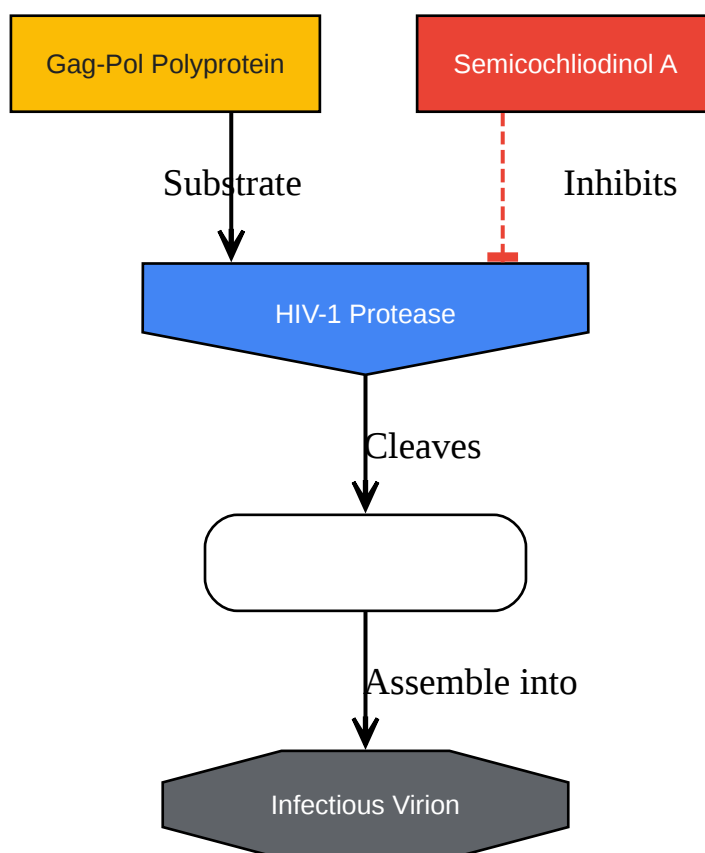 Gag-Pol Polyprotein
Semicochliodinol A
Substrate
Inhibits
HIV-1 Protease
Cleaves
Assemble into
Infectious Virion